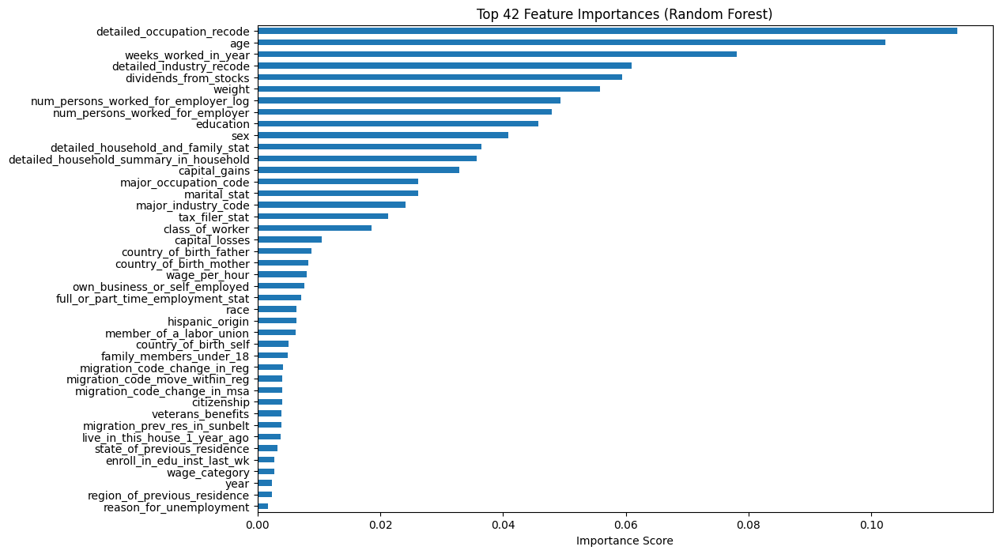 Top 42 Feature Importances (Random Forest)
detailed_occupation_recode
age
weeks_worked_in_year
detailed_industry_recode
dividends_from_stocks
weight
num_persons_worked_for_employer_log
num_persons_worked_for_employer
education
sex
detailed_household_and_family_stat
detailed_household_summary_in_household
capital_gains
major_occupation_code
marital_stat
major_industry_code
tax_filer_stat
class_of_worker
capital_losses
country_of_birth_father
country_of_birth_mother
wage_per_hour
own_business_or_self_employed
full_or_part_time_employment_stat
race
hispanic_origin
member_of_a_labor_union
country_of_birth_self
family_members_under_18
migration_code_change_in_reg
migration_code_move_within_reg
migration_code_change_in_msa
citizenship
veterans_benefits
migration_prev_res_in_sunbelt
live_in_this_house_1_year_ago
state_of_previous_residence
enroll_in_edu_inst_last_wk
wage_category
year
region_of_previous_residence
reason_for_unemployment
0.00 0.02 0.04 0.06 0.08 0.10
Importance Score